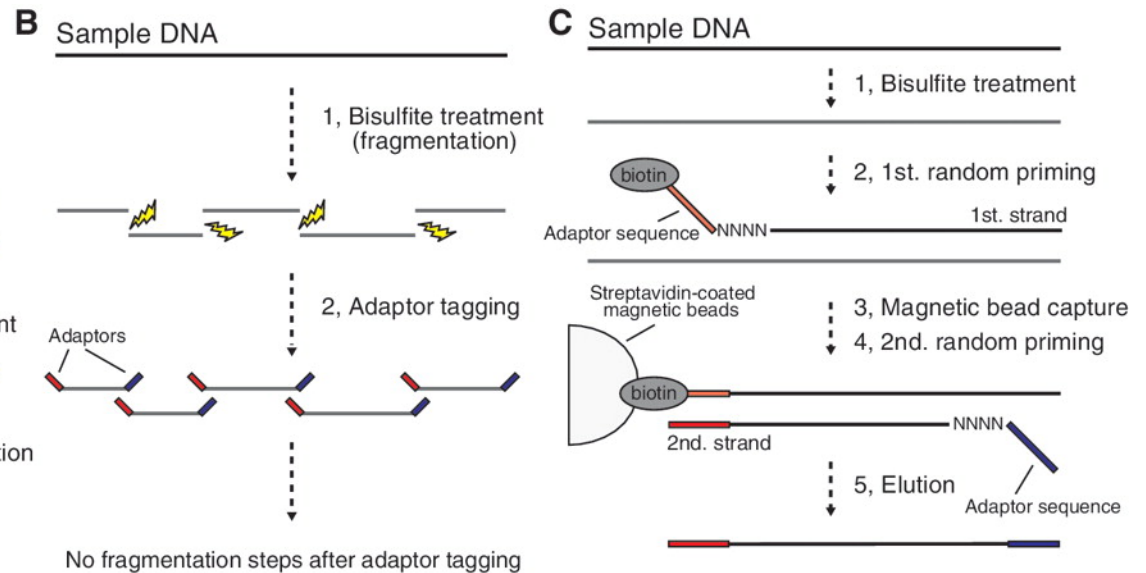 B
Sample DNA
1, Bisulfite treatment
(fragmentation)
2, Adaptor tagging
Adaptors
No fragmentation steps after adaptor tagging
nt
tion
C
Sample DNA
1, Bisulfite treatment
2, 1st. random priming
biotin
1st. strand
Adaptor sequence
NNNN
Streptavidin-coated
magnetic beads
3, Magnetic bead capture
4, 2nd. random priming
biotin
NNNN
2nd. strand
5, Elution
Adaptor sequence